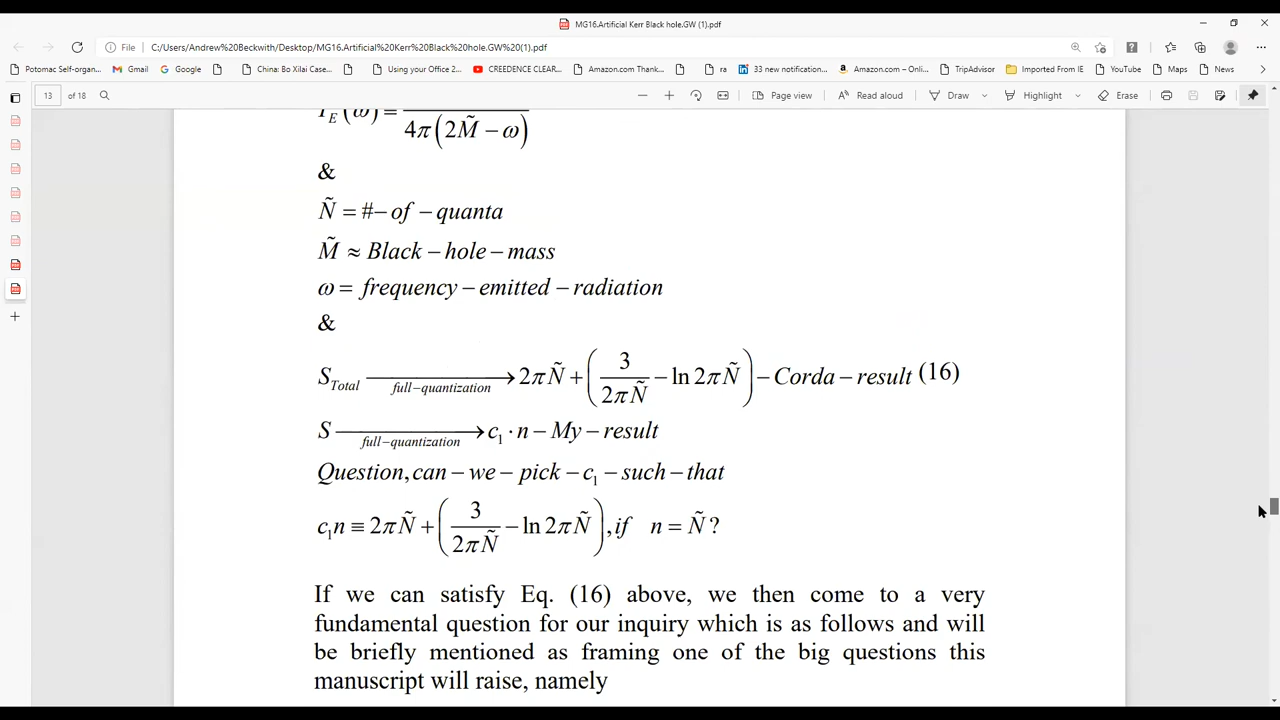 MG16.Artificial Kerr Black hole.GW (1).pdf
File C:/Users/Andrew%20Beckwith/Desktop/MG16.Artificial%20Kerr%20Black%20hole.GW%20(1).pdf
Potomac Self-organ... Gmail Google China: Bo Xilai Case... Using your Office 2... CREEDENCE CLEAR... Amazon.com Thank... ra 33 new notification... Amazon.com – Onli... TripAdvisor Imported From IE YouTube Maps News
13 of 18 Page view Read aloud Draw Highlight Erase
T_E (ω) = / 4π(2M̃ − ω)
&
Ñ = #− of − quanta
M̃ ≈ Black − hole − mass
ω = frequency − emitted − radiation
&
S_Total ——full−quantization——→ 2πÑ + (3/(2πÑ) − ln 2πÑ) − Corda − result (16)
S ——full−quantization——→ c₁ · n − My − result
Question, can − we − pick − c₁ − such − that
c₁n ≡ 2πÑ + (3/(2πÑ) − ln 2πÑ), if n = Ñ?
If we can satisfy Eq. (16) above, we then come to a very
fundamental question for our inquiry which is as follows and will
be briefly mentioned as framing one of the big questions this
manuscript will raise, namely